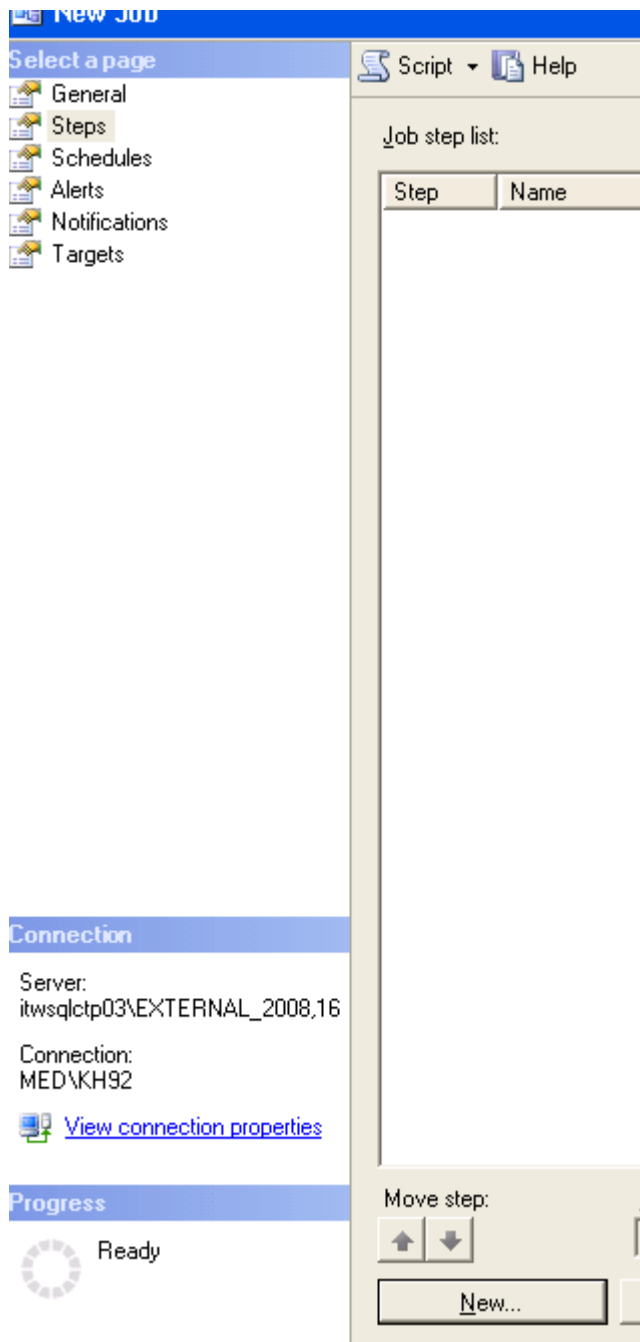 New Job
Select a page
General
Steps
Schedules
Alerts
Notifications
Targets
Connection
Server:
itwsqlctp03\EXTERNAL_2008,16
Connection:
MED\KH92
View connection properties
Progress
Ready
Script Help
Job step list:
Step Name
Move step:
New...